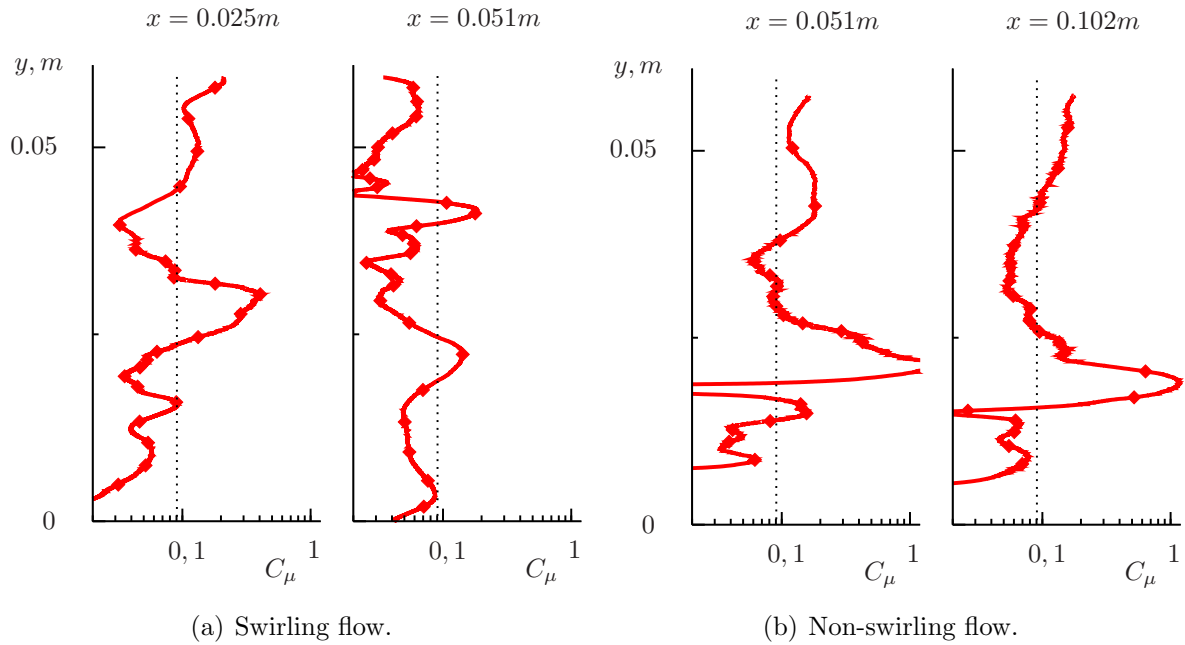 x = 0.025m
x = 0.051m
y, m
0.05
0
0, 1
1
C_μ
0, 1
1
C_μ
(a) Swirling flow.
x = 0.051m
x = 0.102m
y, m
0.05
0
0, 1
C_μ
0, 1
1
C_μ
(b) Non-swirling flow.